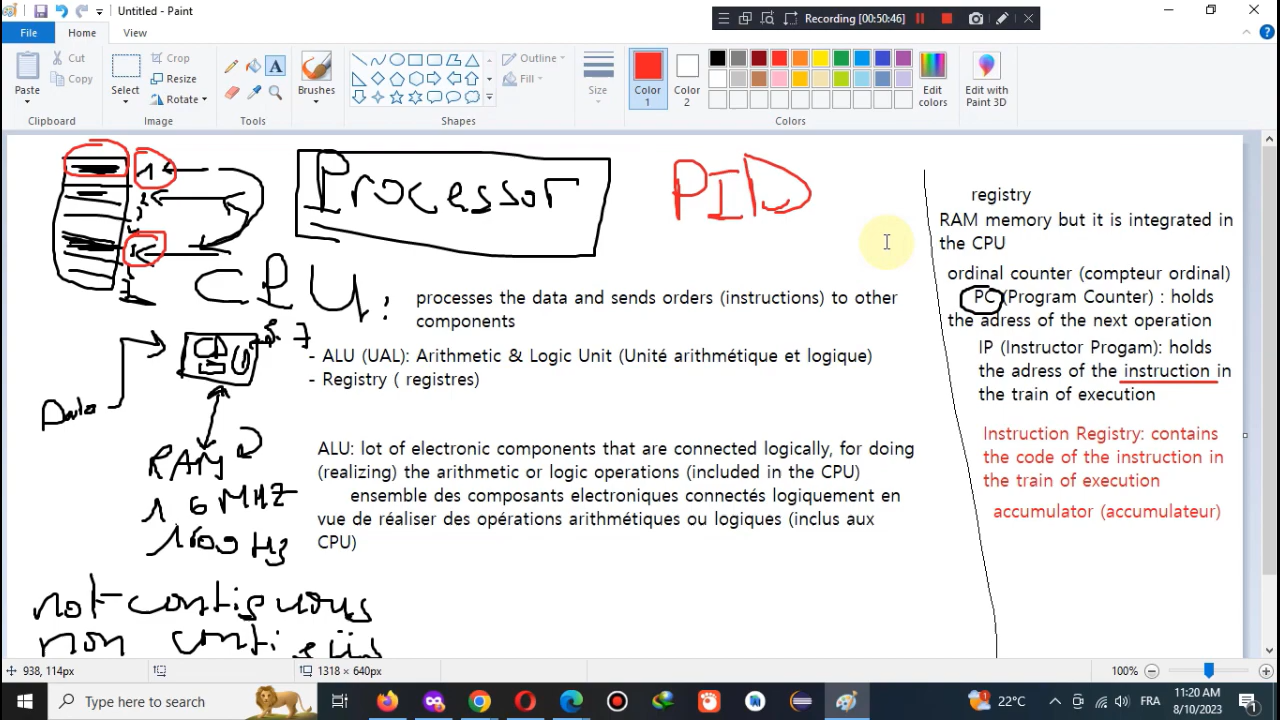 Untitled - Paint
Recording [00:50:46]
File
Home
View
Paste
Cut
Copy
Clipboard
Select
Crop
Resize
Rotate
Image
A
Tools
Brushes
Shapes
Outline
Fill
Size
Color
1
Color
2
Edit
colors
Colors
Edit with
Paint 3D
Processor
PID
CPU:
processes the data and sends orders (instructions) to other
components
- ALU (UAL): Arithmetic & Logic Unit (Unité arithmétique et logique)
- Registry ( registres)
Data
RAM
16 MHZ
1600 Hz
ALU: lot of electronic components that are connected logically, for doing
(realizing) the arithmetic or logic operations (included in the CPU)
ensemble des composants electroniques connectés logiquement en
vue de réaliser des opérations arithmétiques ou logiques (inclus aux
CPU)
not-contiguous
non
registry
RAM memory but it is integrated in
the CPU
ordinal counter (compteur ordinal)
PC (Program Counter) : holds
the adress of the next operation
IP (Instructor Progam): holds
the adress of the instruction in
the train of execution
Instruction Registry: contains
the code of the instruction in
the train of execution
accumulator (accumulateur)
938, 114px
1318 × 640px
100%
Type here to search
22°C
FR
11:20 AM
8/10/2023